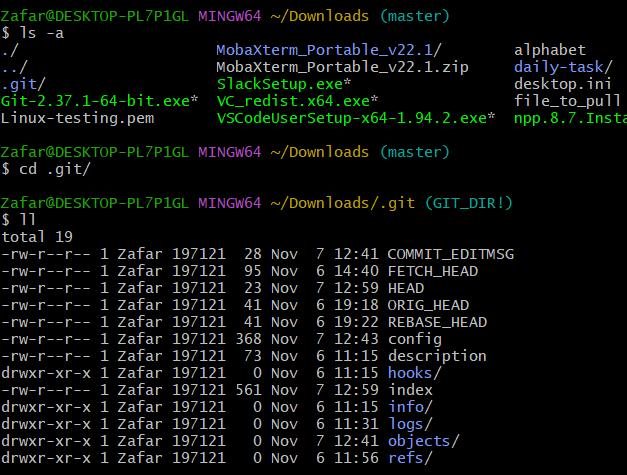 Zafar@DESKTOP-PL7P1GL MINGW64 ~/Downloads (master)
$ ls -a
./ MobaXterm_Portable_v22.1/ alphabet
../ MobaXterm_Portable_v22.1.zip daily-task/
.git/ SlackSetup.exe* desktop.ini
Git-2.37.1-64-bit.exe* VC_redist.x64.exe* file_to_pull
Linux-testing.pem VSCodeUserSetup-x64-1.94.2.exe* npp.8.7.Insta
Zafar@DESKTOP-PL7P1GL MINGW64 ~/Downloads (master)
$ cd .git/
Zafar@DESKTOP-PL7P1GL MINGW64 ~/Downloads/.git (GIT_DIR!)
$ ll
total 19
-rw-r--r-- 1 Zafar 197121 28 Nov 7 12:41 COMMIT_EDITMSG
-rw-r--r-- 1 Zafar 197121 95 Nov 6 14:40 FETCH_HEAD
-rw-r--r-- 1 Zafar 197121 23 Nov 7 12:59 HEAD
-rw-r--r-- 1 Zafar 197121 41 Nov 6 19:18 ORIG_HEAD
-rw-r--r-- 1 Zafar 197121 41 Nov 6 19:22 REBASE_HEAD
-rw-r--r-- 1 Zafar 197121 368 Nov 7 12:43 config
-rw-r--r-- 1 Zafar 197121 73 Nov 6 11:15 description
drwxr-xr-x 1 Zafar 197121 0 Nov 6 11:15 hooks/
-rw-r--r-- 1 Zafar 197121 561 Nov 7 12:59 index
drwxr-xr-x 1 Zafar 197121 0 Nov 6 11:15 info/
drwxr-xr-x 1 Zafar 197121 0 Nov 6 11:31 logs/
drwxr-xr-x 1 Zafar 197121 0 Nov 7 12:41 objects/
drwxr-xr-x 1 Zafar 197121 0 Nov 6 11:56 refs/